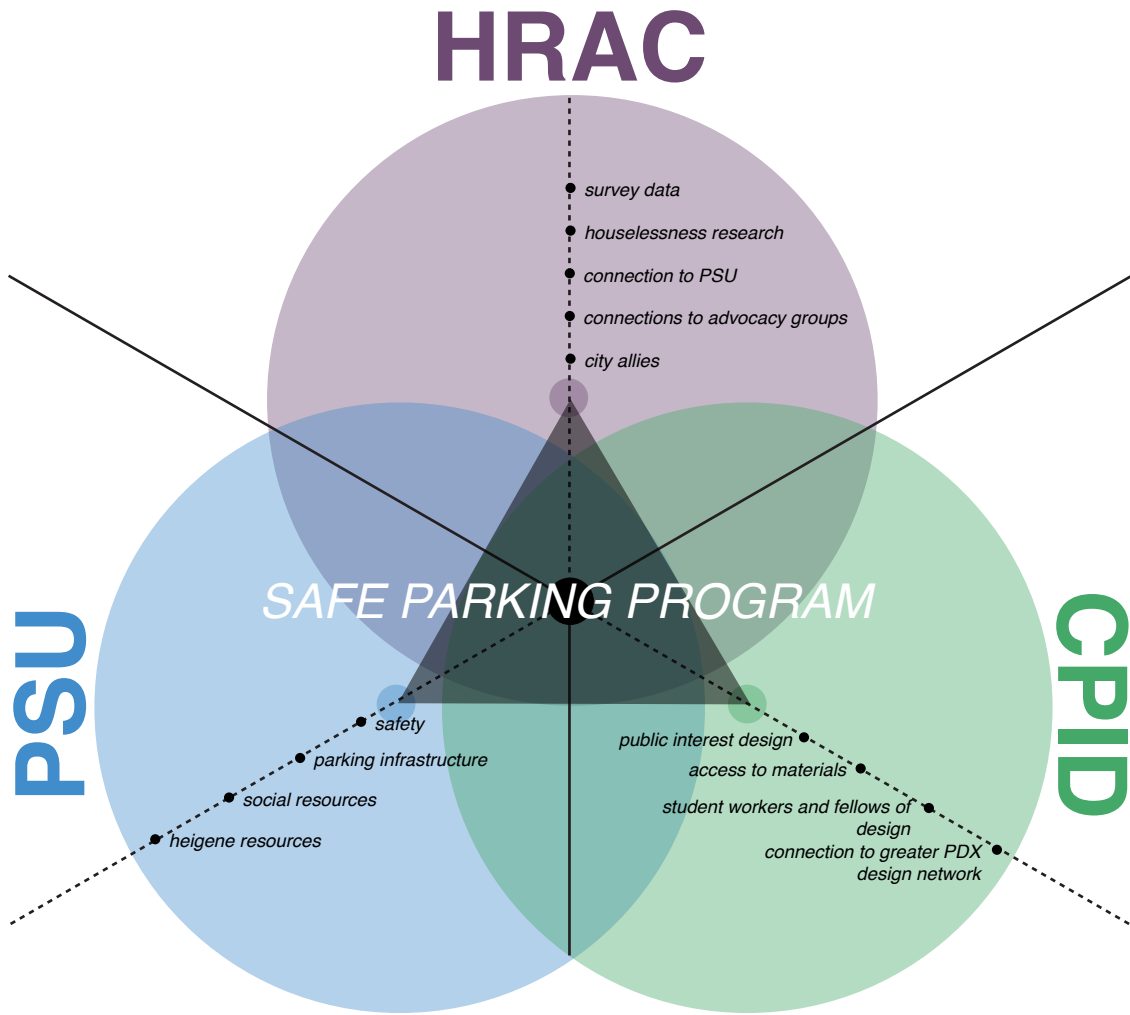 HRAC
survey data
houselessness research
connection to PSU
connections to advocacy groups
city allies
SAFE PARKING PROGRAM
PSU
safety
parking infrastructure
social resources
heigene resources
CPID
public interest design
access to materials
student workers and fellows of
design
connection to greater PDX
design network